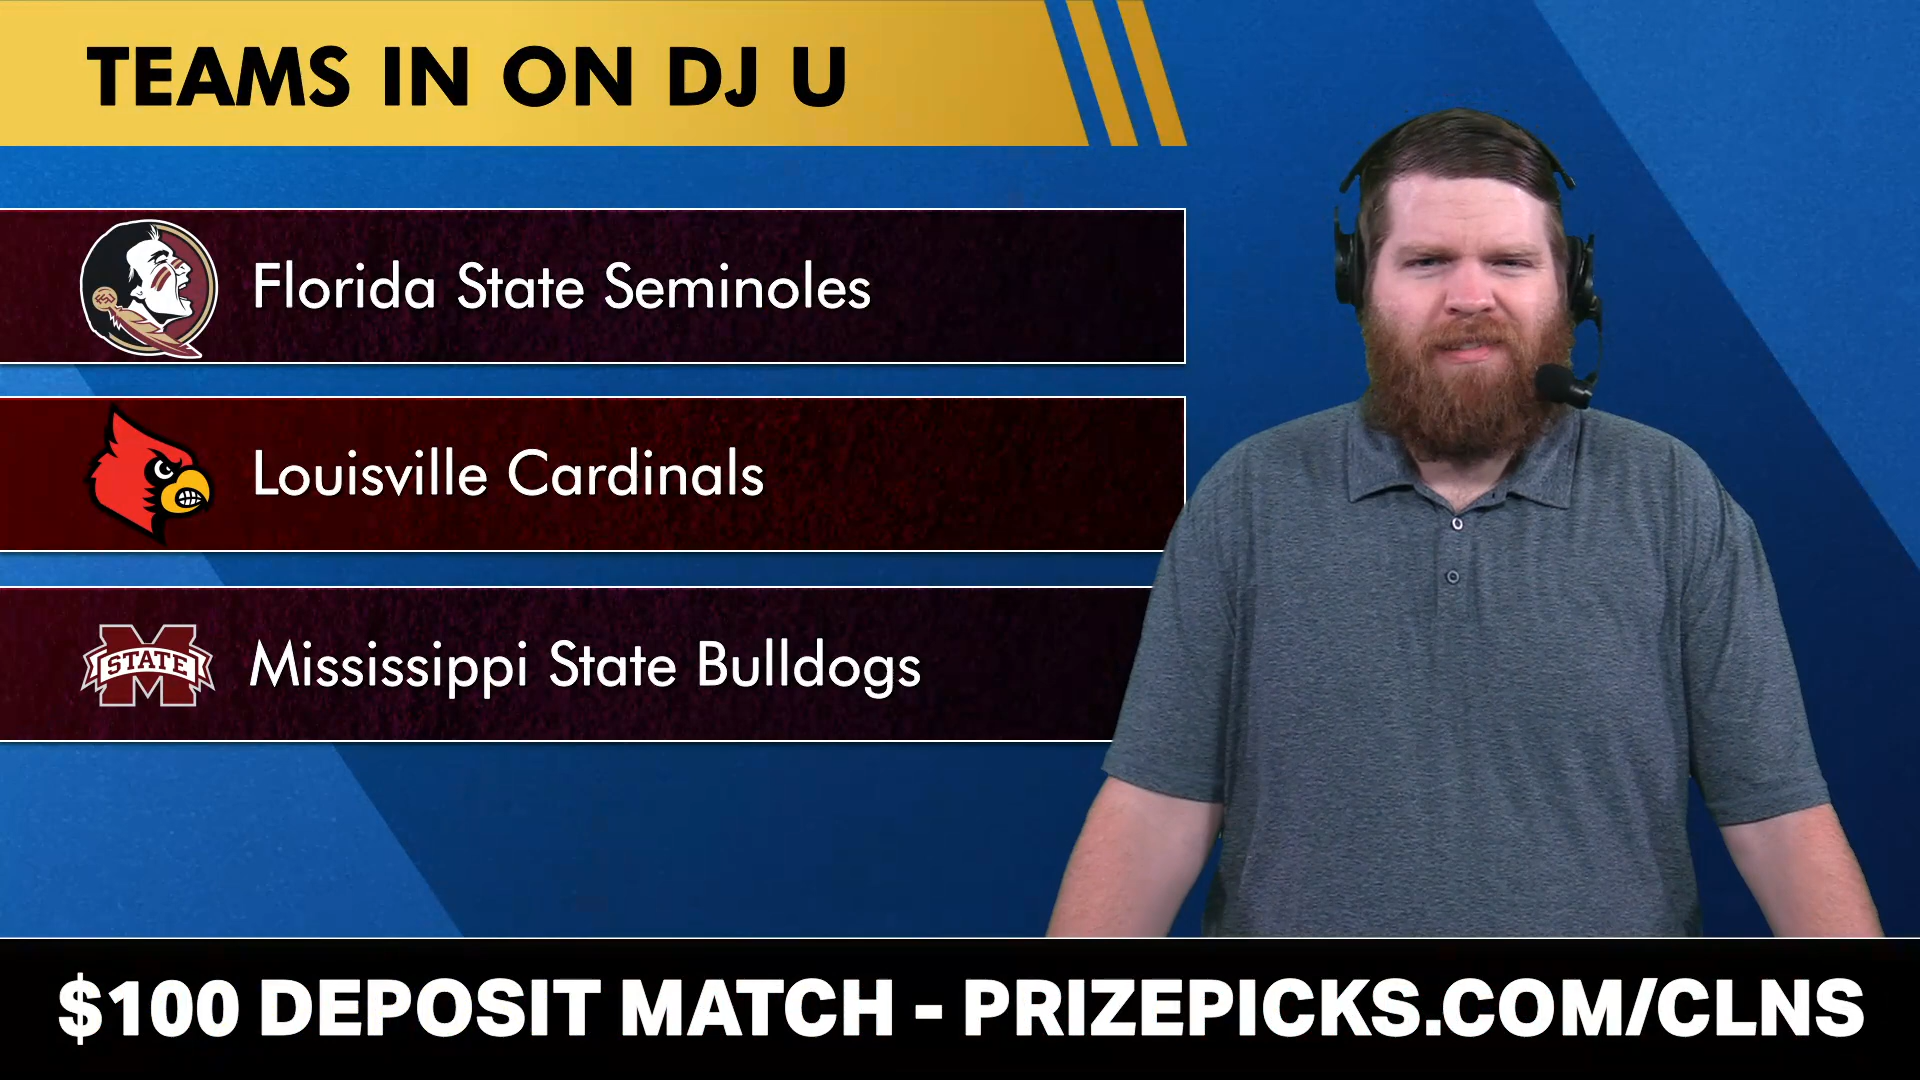 TEAMS IN ON DJ U
Florida State Seminoles
Louisville Cardinals
STATE
Mississippi State Bulldogs
$100 DEPOSIT MATCH - PRIZEPICKS.COM/CLNS